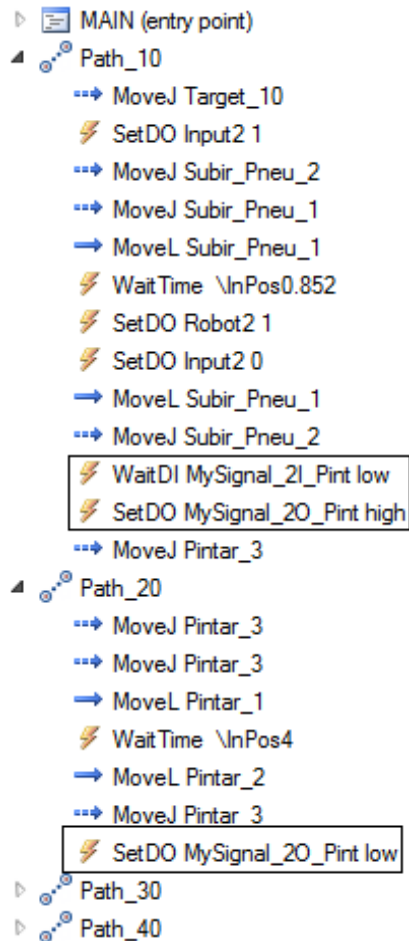 MAIN (entry point)
Path_10
MoveJ Target_10
SetDO Input2 1
MoveJ Subir_Pneu_2
MoveJ Subir_Pneu_1
MoveL Subir_Pneu_1
WaitTime \InPos0.852
SetDO Robot2 1
SetDO Input2 0
MoveL Subir_Pneu_1
MoveJ Subir_Pneu_2
WaitDI MySignal_2I_Pint low
SetDO MySignal_2O_Pint high
MoveJ Pintar_3
Path_20
MoveJ Pintar_3
MoveJ Pintar_3
MoveL Pintar_1
WaitTime \InPos4
MoveL Pintar_2
MoveJ Pintar_3
SetDO MySignal_2O_Pint low
Path_30
Path_40